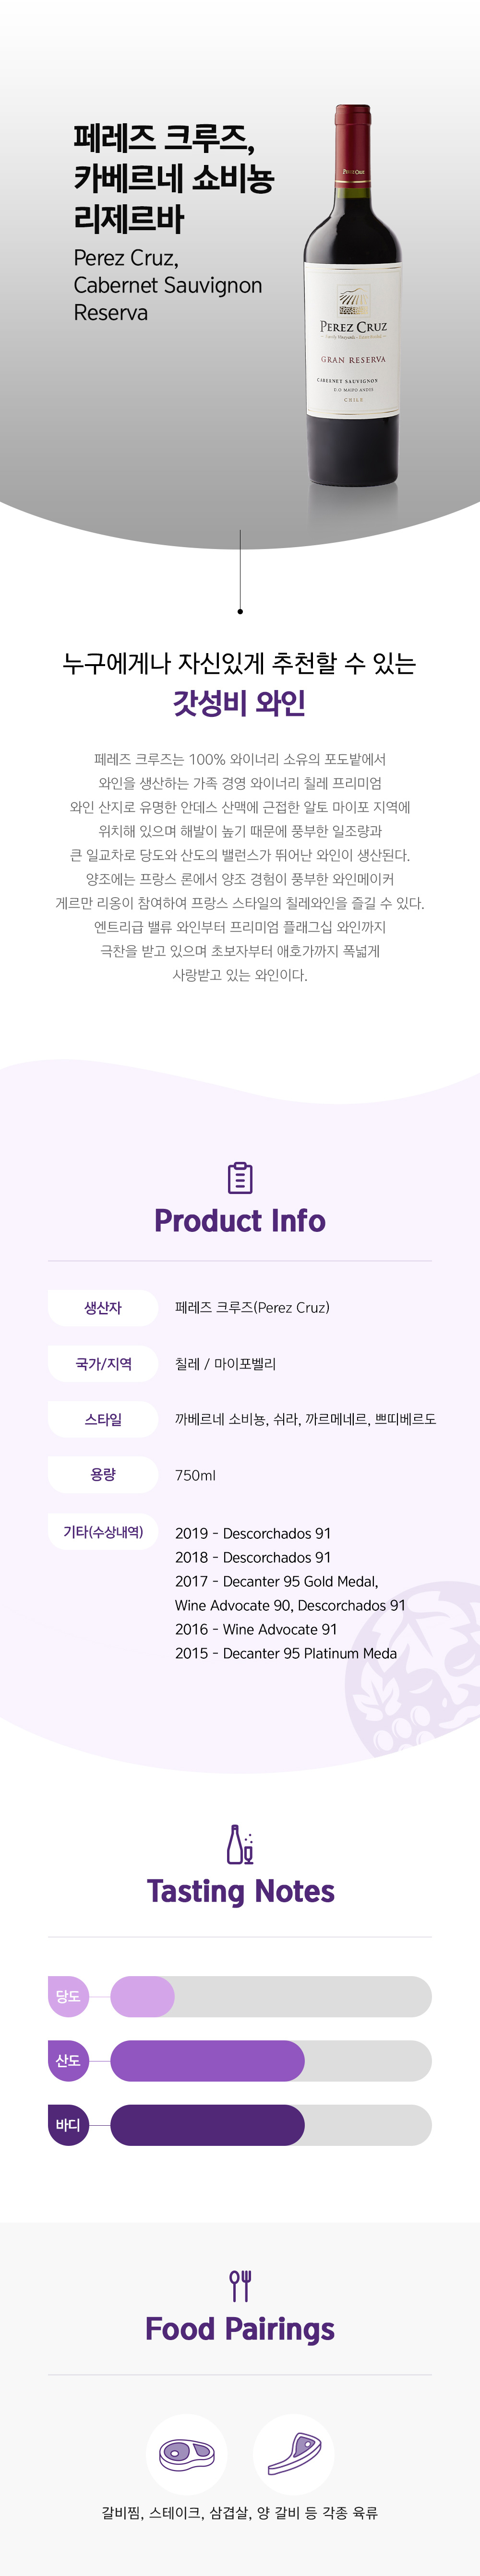 페레즈 크루즈,
카베르네 쇼비뇽
리제르바
Perez Cruz,
Cabernet Sauvignon
Reserva
PEREZ CRUZ
PEREZ CRUZ
GRAN RESERVA
CABERNET SAUVIGNON
D.O MAIPO ANDES
CHILE
누구에게나 자신있게 추천할 수 있는
갓성비 와인
페레즈 크루즈는 100% 와이너리 소유의 포도밭에서
와인을 생산하는 가족 경영 와이너리 칠레 프리미엄
와인 산지로 유명한 안데스 산맥에 근접한 알토 마이포 지역에
위치해 있으며 해발이 높기 때문에 풍부한 일조량과
큰 일교차로 당도와 산도의 밸런스가 뛰어난 와인이 생산된다.
양조에는 프랑스 론에서 양조 경험이 풍부한 와인메이커
게르만 리옹이 참여하여 프랑스 스타일의 칠레와인을 즐길 수 있다.
엔트리급 밸류 와인부터 프리미엄 플래그십 와인까지
극찬을 받고 있으며 초보자부터 애호가까지 폭넓게
사랑받고 있는 와인이다.
Product Info
생산자 페레즈 크루즈(Perez Cruz)
국가/지역 칠레 / 마이포벨리
스타일 까베르네 소비뇽, 쉬라, 까르메네르, 쁘띠베르도
용량 750ml
기타(수상내역) 2019 - Descorchados 91
2018 - Descorchados 91
2017 - Decanter 95 Gold Medal,
Wine Advocate 90, Descorchados 91
2016 - Wine Advocate 91
2015 - Decanter 95 Platinum Meda
Tasting Notes
당도
산도
바디
Food Pairings
갈비찜, 스테이크, 삼겹살, 양 갈비 등 각종 육류